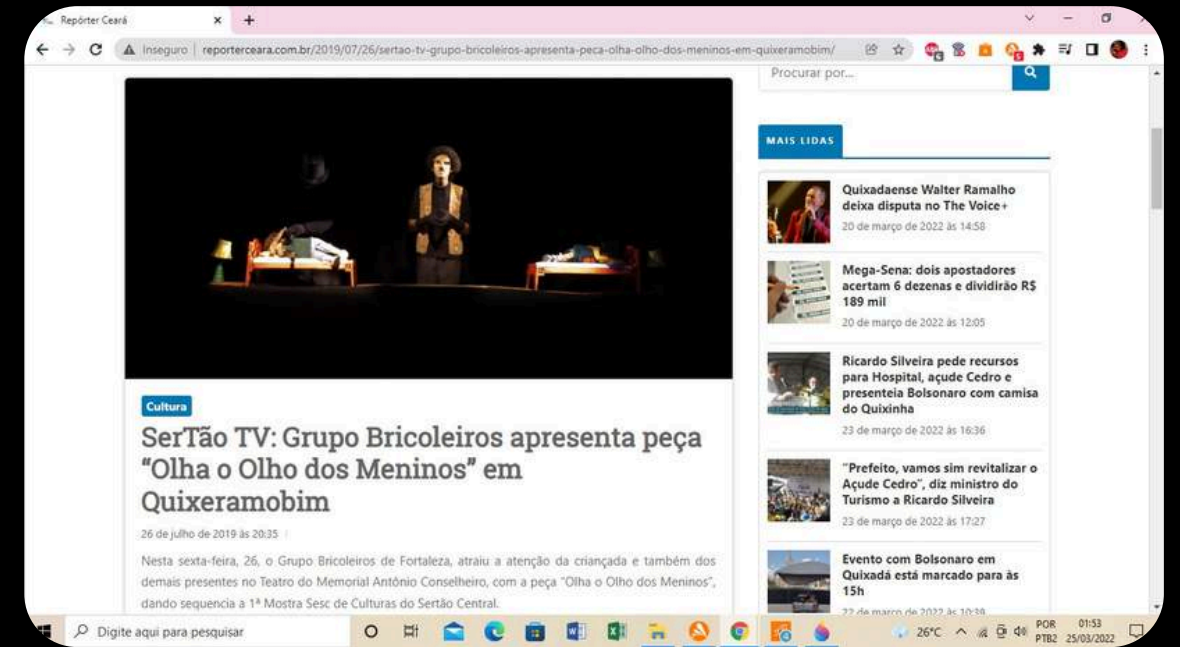 Repórter Ceará
Inseguro
reporterceara.com.br/2019/07/26/sertao-tv-grupo-bricoleiros-apresenta-peca-olha-olho-dos-meninos-em-quixeramobim/
Procurar por...
MAIS LIDAS
Quixadaense Walter Ramalho
deixa disputa no The Voice+
20 de março de 2022 às 14:58
Mega-Sena: dois apostadores
acertam 6 dezenas e dividirão R$
189 mil
20 de março de 2022 às 12:05
Ricardo Silveira pede recursos
para Hospital, açude Cedro e
presenteia Bolsonaro com camisa
do Quixinha
23 de março de 2022 às 16:36
"Prefeito, vamos sim revitalizar o
Açude Cedro", diz ministro do
Turismo a Ricardo Silveira
23 de março de 2022 às 17:27
Evento com Bolsonaro em
Quixadá está marcado para às
15h
22 de março de 2022 às 10:39
Cultura
SerTão TV: Grupo Bricoleiros apresenta peça
“Olha o Olho dos Meninos” em
Quixeramobim
26 de julho de 2019 às 20:35
Nesta sexta-feira, 26, o Grupo Bricoleiros de Fortaleza, atraiu a atenção da criançada e também dos
demais presentes no Teatro do Memorial Antônio Conselheiro, com a peça “Olha o Olho dos Meninos”,
dando sequencia a 1ª Mostra Sesc de Culturas do Sertão Central.
Digite aqui para pesquisar
26°C
POR
PTB2
01:53
25/03/2022